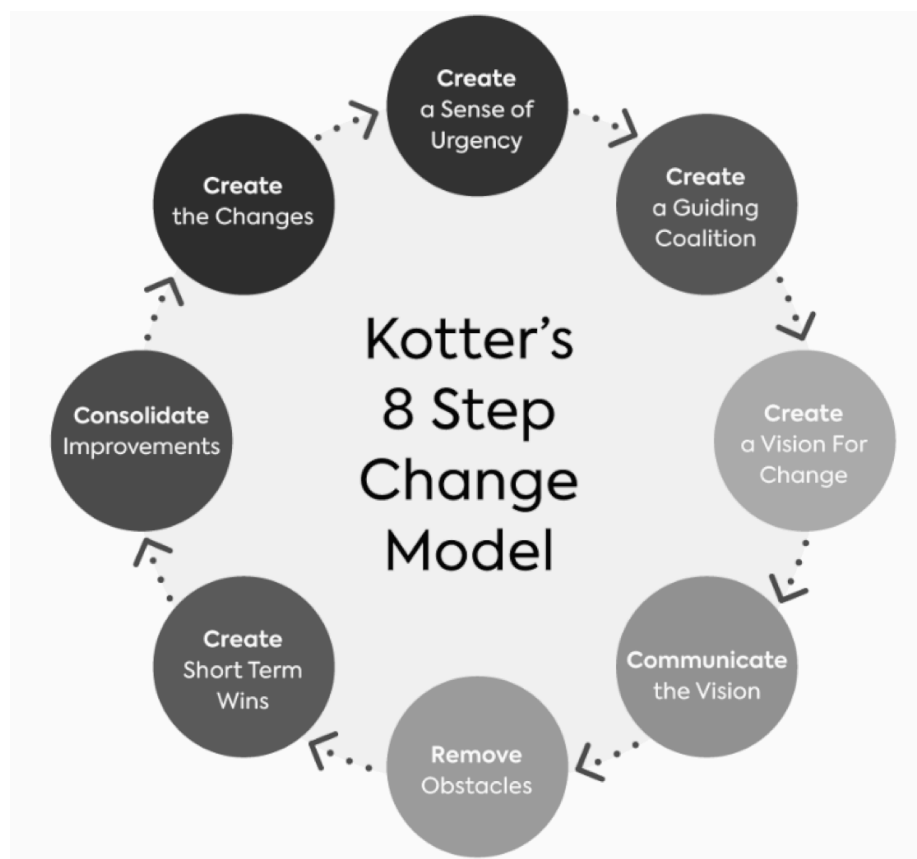 Kotter's
8 Step
Change
Model
Create
a Sense of
Urgency
Create
a Guiding
Coalition
Create
a Vision For
Change
Communicate
the Vision
Remove
Obstacles
Create
Short Term
Wins
Consolidate
Improvements
Create
the Changes